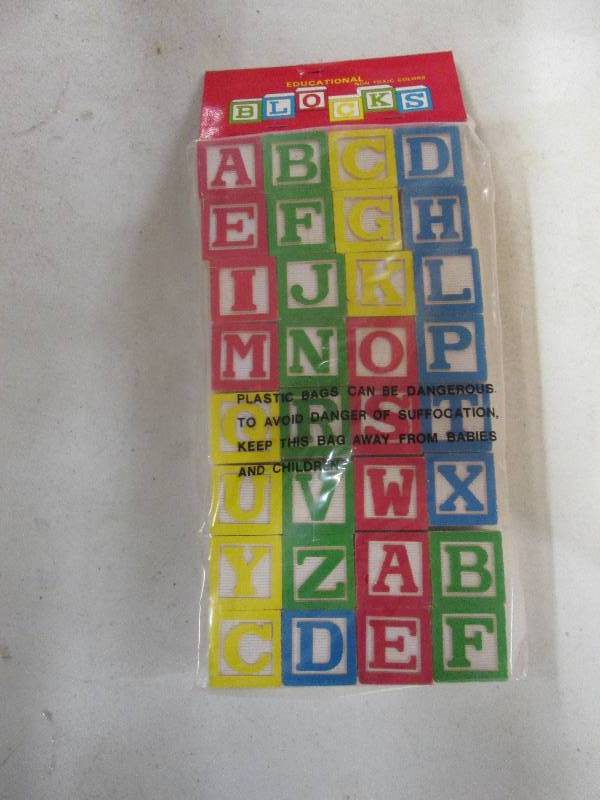 EDUCATIONAL NON TOXIC COLORS
BLOCKS
A B C D
E F G H
I J K L
M N O P
PLASTIC BAGS CAN BE DANGEROUS.
TO AVOID DANGER OF SUFFOCATION,
Q R S T
KEEP THIS BAG AWAY FROM BABIES
AND CHILDREN.
U V W X
Y Z A B
C D E F